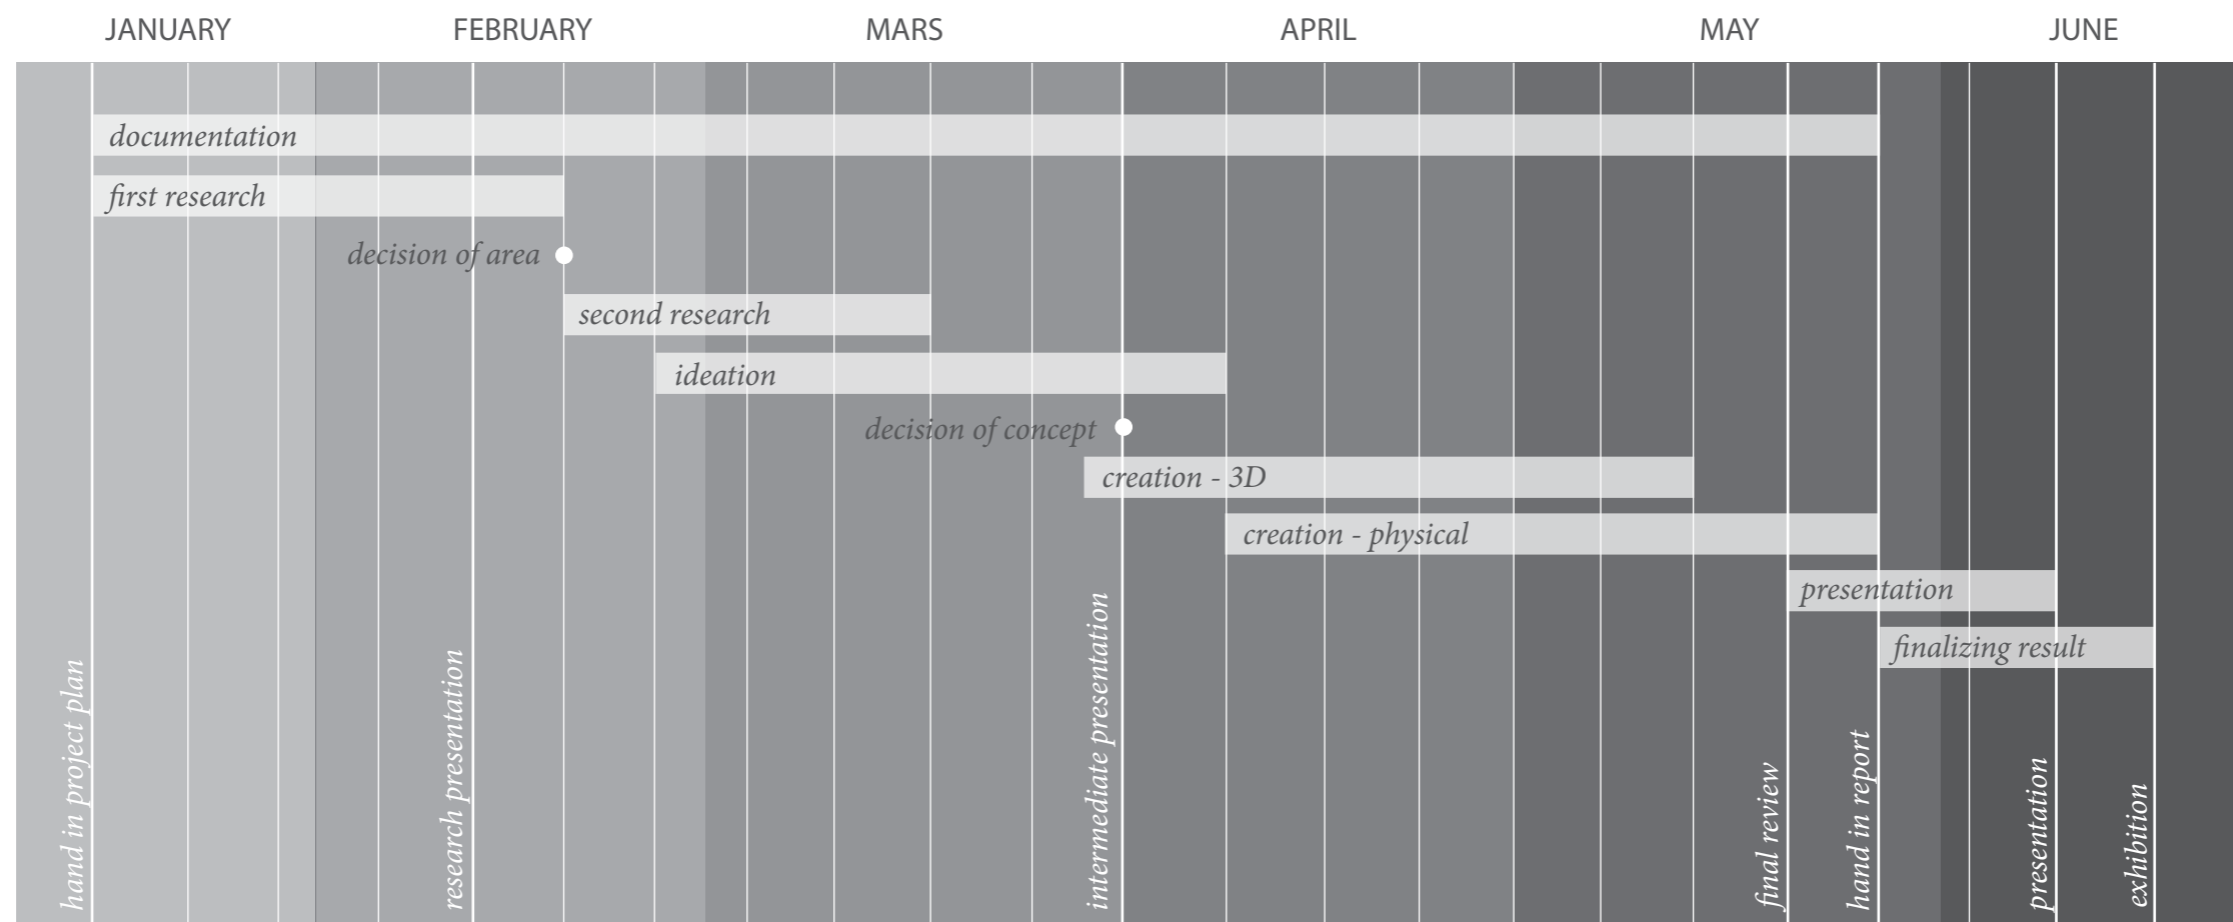 JANUARY
FEBRUARY
MARS
APRIL
MAY
JUNE
documentation
first research
decision of area
second research
ideation
decision of concept
creation - 3D
creation - physical
presentation
finalizing result
hand in project plan
research presentation
intermediate presentation
final review
hand in report
presentation
exhibition